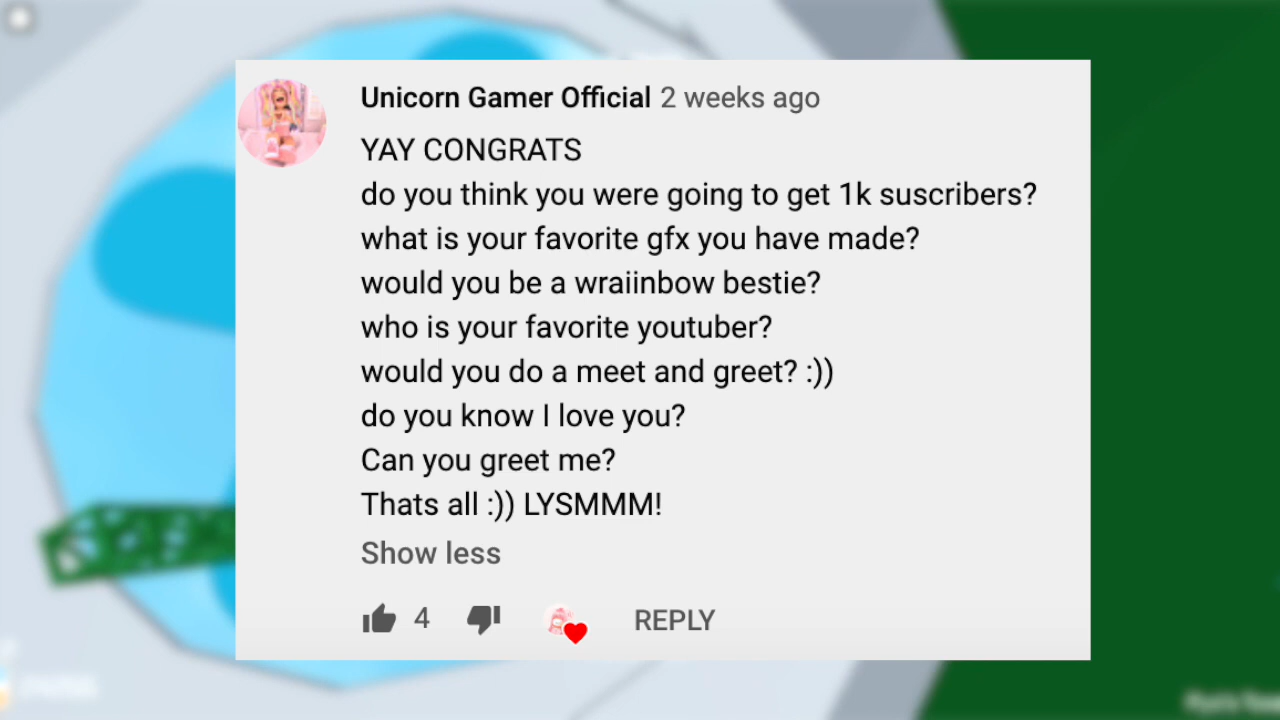 Unicorn Gamer Official 2 weeks ago
YAY CONGRATS
do you think you were going to get 1k suscribers?
what is your favorite gfx you have made?
would you be a wraiinbow bestie?
who is your favorite youtuber?
would you do a meet and greet? :))
do you know I love you?
Can you greet me?
Thats all :)) LYSMMM!
Show less
4 REPLY